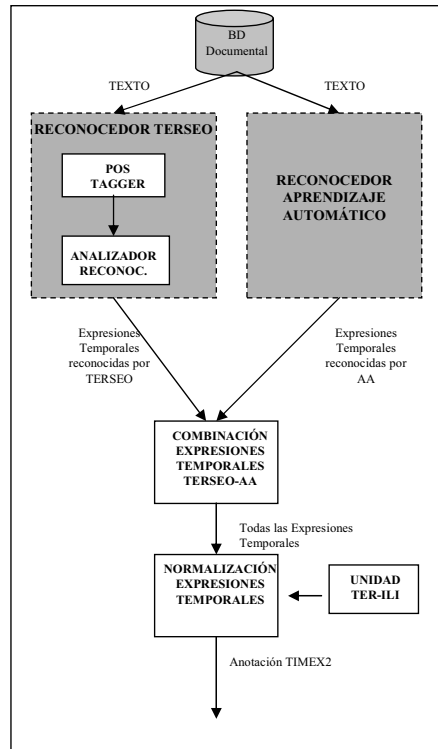 BD
Documental
TEXTO
TEXTO
RECONOCEDOR TERSEO
POS
TAGGER
ANALIZADOR
RECONOC.
RECONOCEDOR
APRENDIZAJE
AUTOMÁTICO
Expresiones
Temporales
reconocidas por
TERSEO
Expresiones
Temporales
reconocidas por
AA
COMBINACIÓN
EXPRESIONES
TEMPORALES
TERSEO-AA
Todas las Expresiones
Temporales
NORMALIZACIÓN
EXPRESIONES
TEMPORALES
UNIDAD
TER-ILI
Anotación TIMEX2